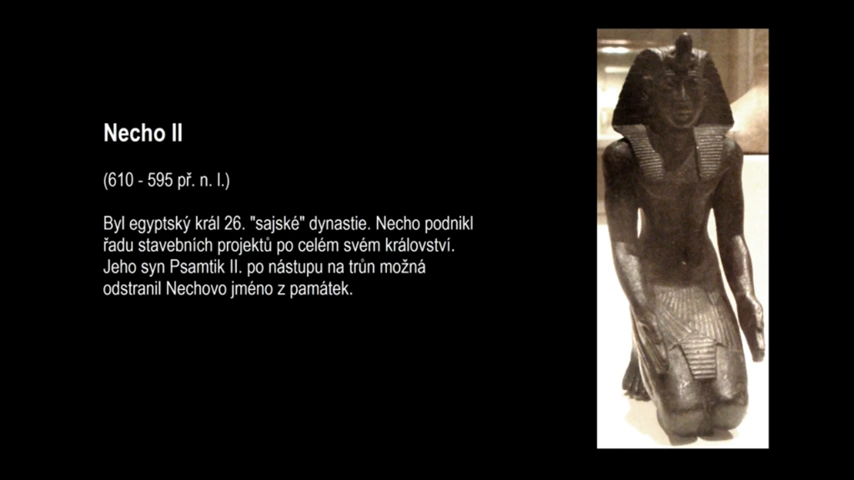 Necho II
(610 - 595 př. n. l.)
Byl egyptský král 26. "sajské" dynastie. Necho podnikl
řadu stavebních projektů po celém svém království.
Jeho syn Psamtik II. po nástupu na trůn možná
odstranil Nechovo jméno z památek.